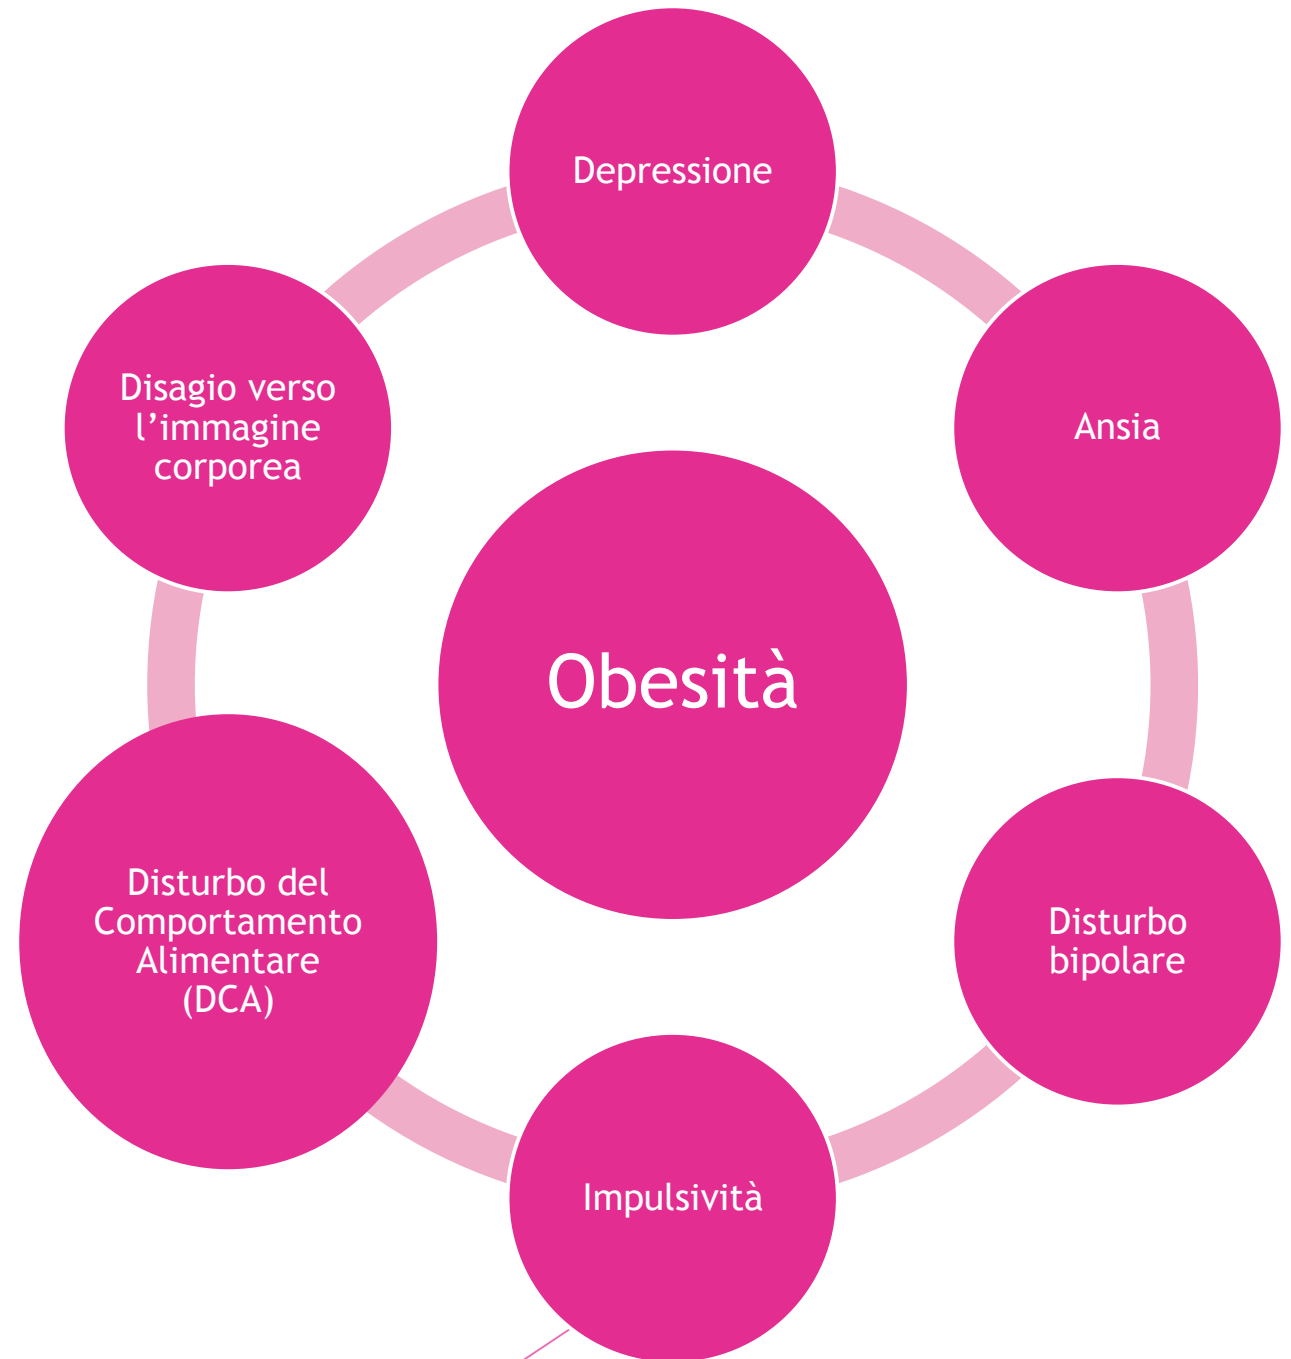 Depressione
Disagio verso
l’immagine
corporea
Ansia
Obesità
Disturbo del
Comportamento
Alimentare
(DCA)
Disturbo
bipolare
Impulsività